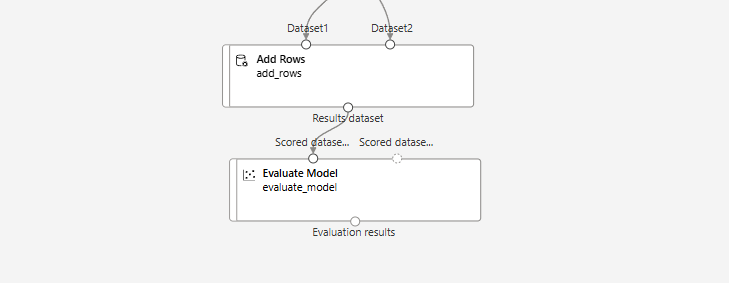 Dataset1 Dataset2
Add Rows
add_rows
Results dataset
Scored datase... Scored datase...
Evaluate Model
evaluate_model
Evaluation results